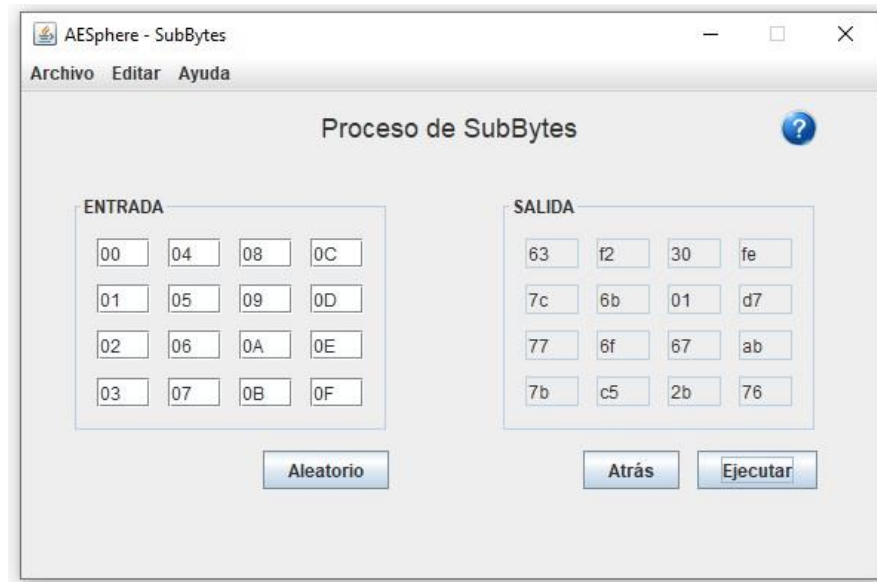 AESphere - SubBytes
Archivo Editar Ayuda
Proceso de SubBytes
?
ENTRADA
00 04 08 0C
01 05 09 0D
02 06 0A 0E
03 07 0B 0F
Aleatorio
SALIDA
63 f2 30 fe
7c 6b 01 d7
77 6f 67 ab
7b c5 2b 76
Atrás Ejecutar